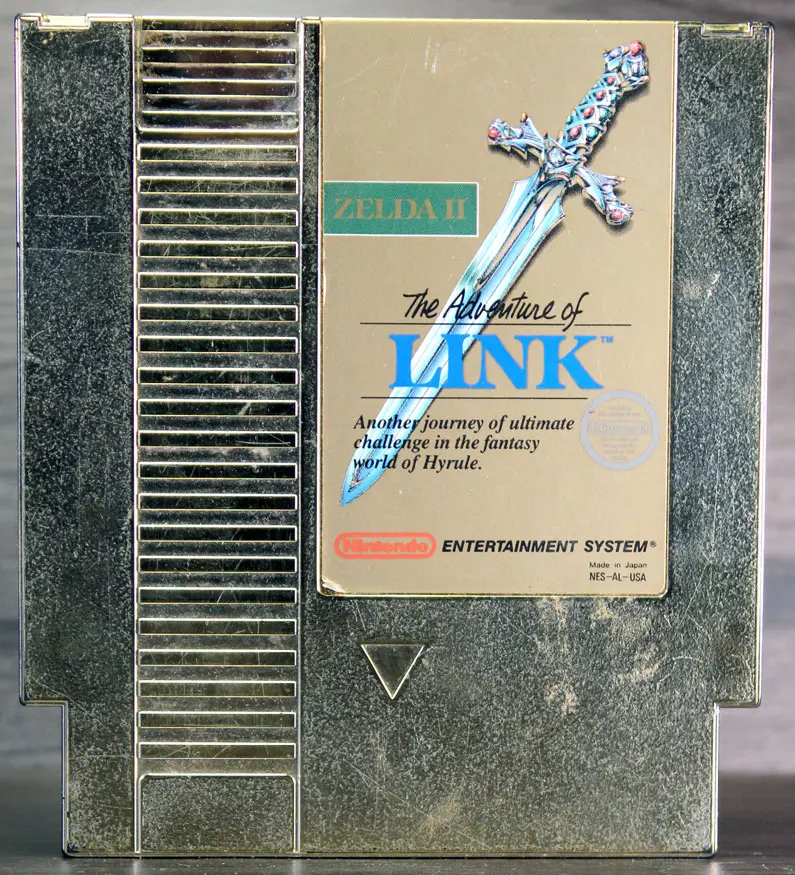 ZELDA II
The Adventure of
LINK™
Another journey of ultimate
challenge in the fantasy
world of Hyrule.
Nintendo ENTERTAINMENT SYSTEM®
Made in Japan
NES-AL-USA